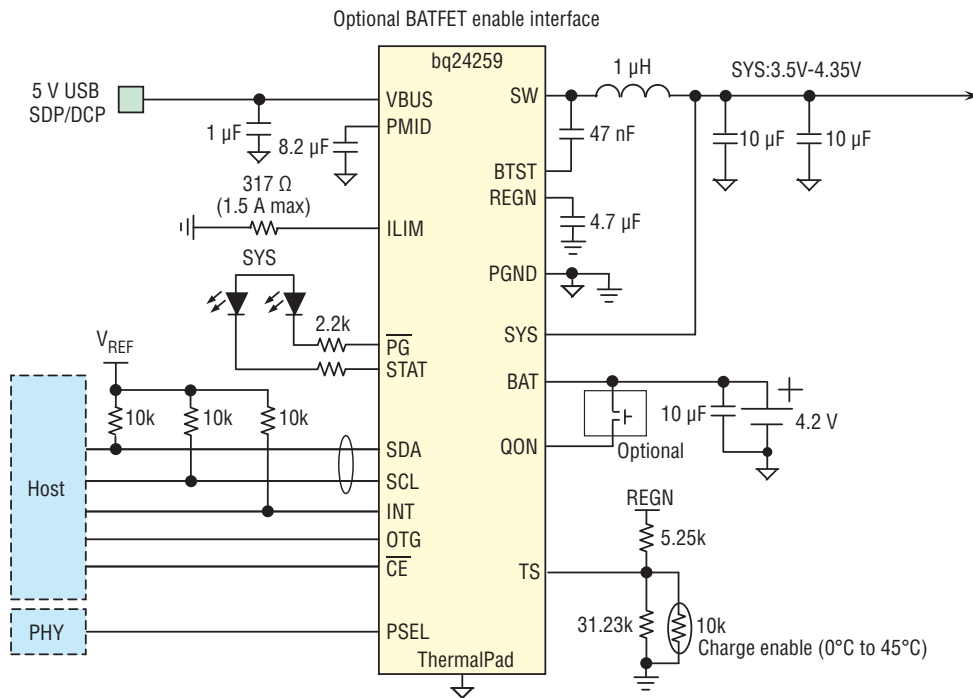 Optional BATFET enable interface
bq24259
5 V USB
SDP/DCP
1 µF
8.2 µF
317 Ω
(1.5 A max)
SYS
2.2k
VREF
10k
10k
10k
Host
PHY
VBUS
PMID
ILIM
PG
STAT
SDA
SCL
INT
OTG
CE
PSEL
ThermalPad
SW
BTST
REGN
PGND
SYS
BAT
QON
TS
1 µH
SYS:3.5V-4.35V
47 nF
10 µF
10 µF
4.7 µF
10 µF
+
4.2 V
Optional
REGN
5.25k
31.23k
10k
Charge enable (0°C to 45°C)